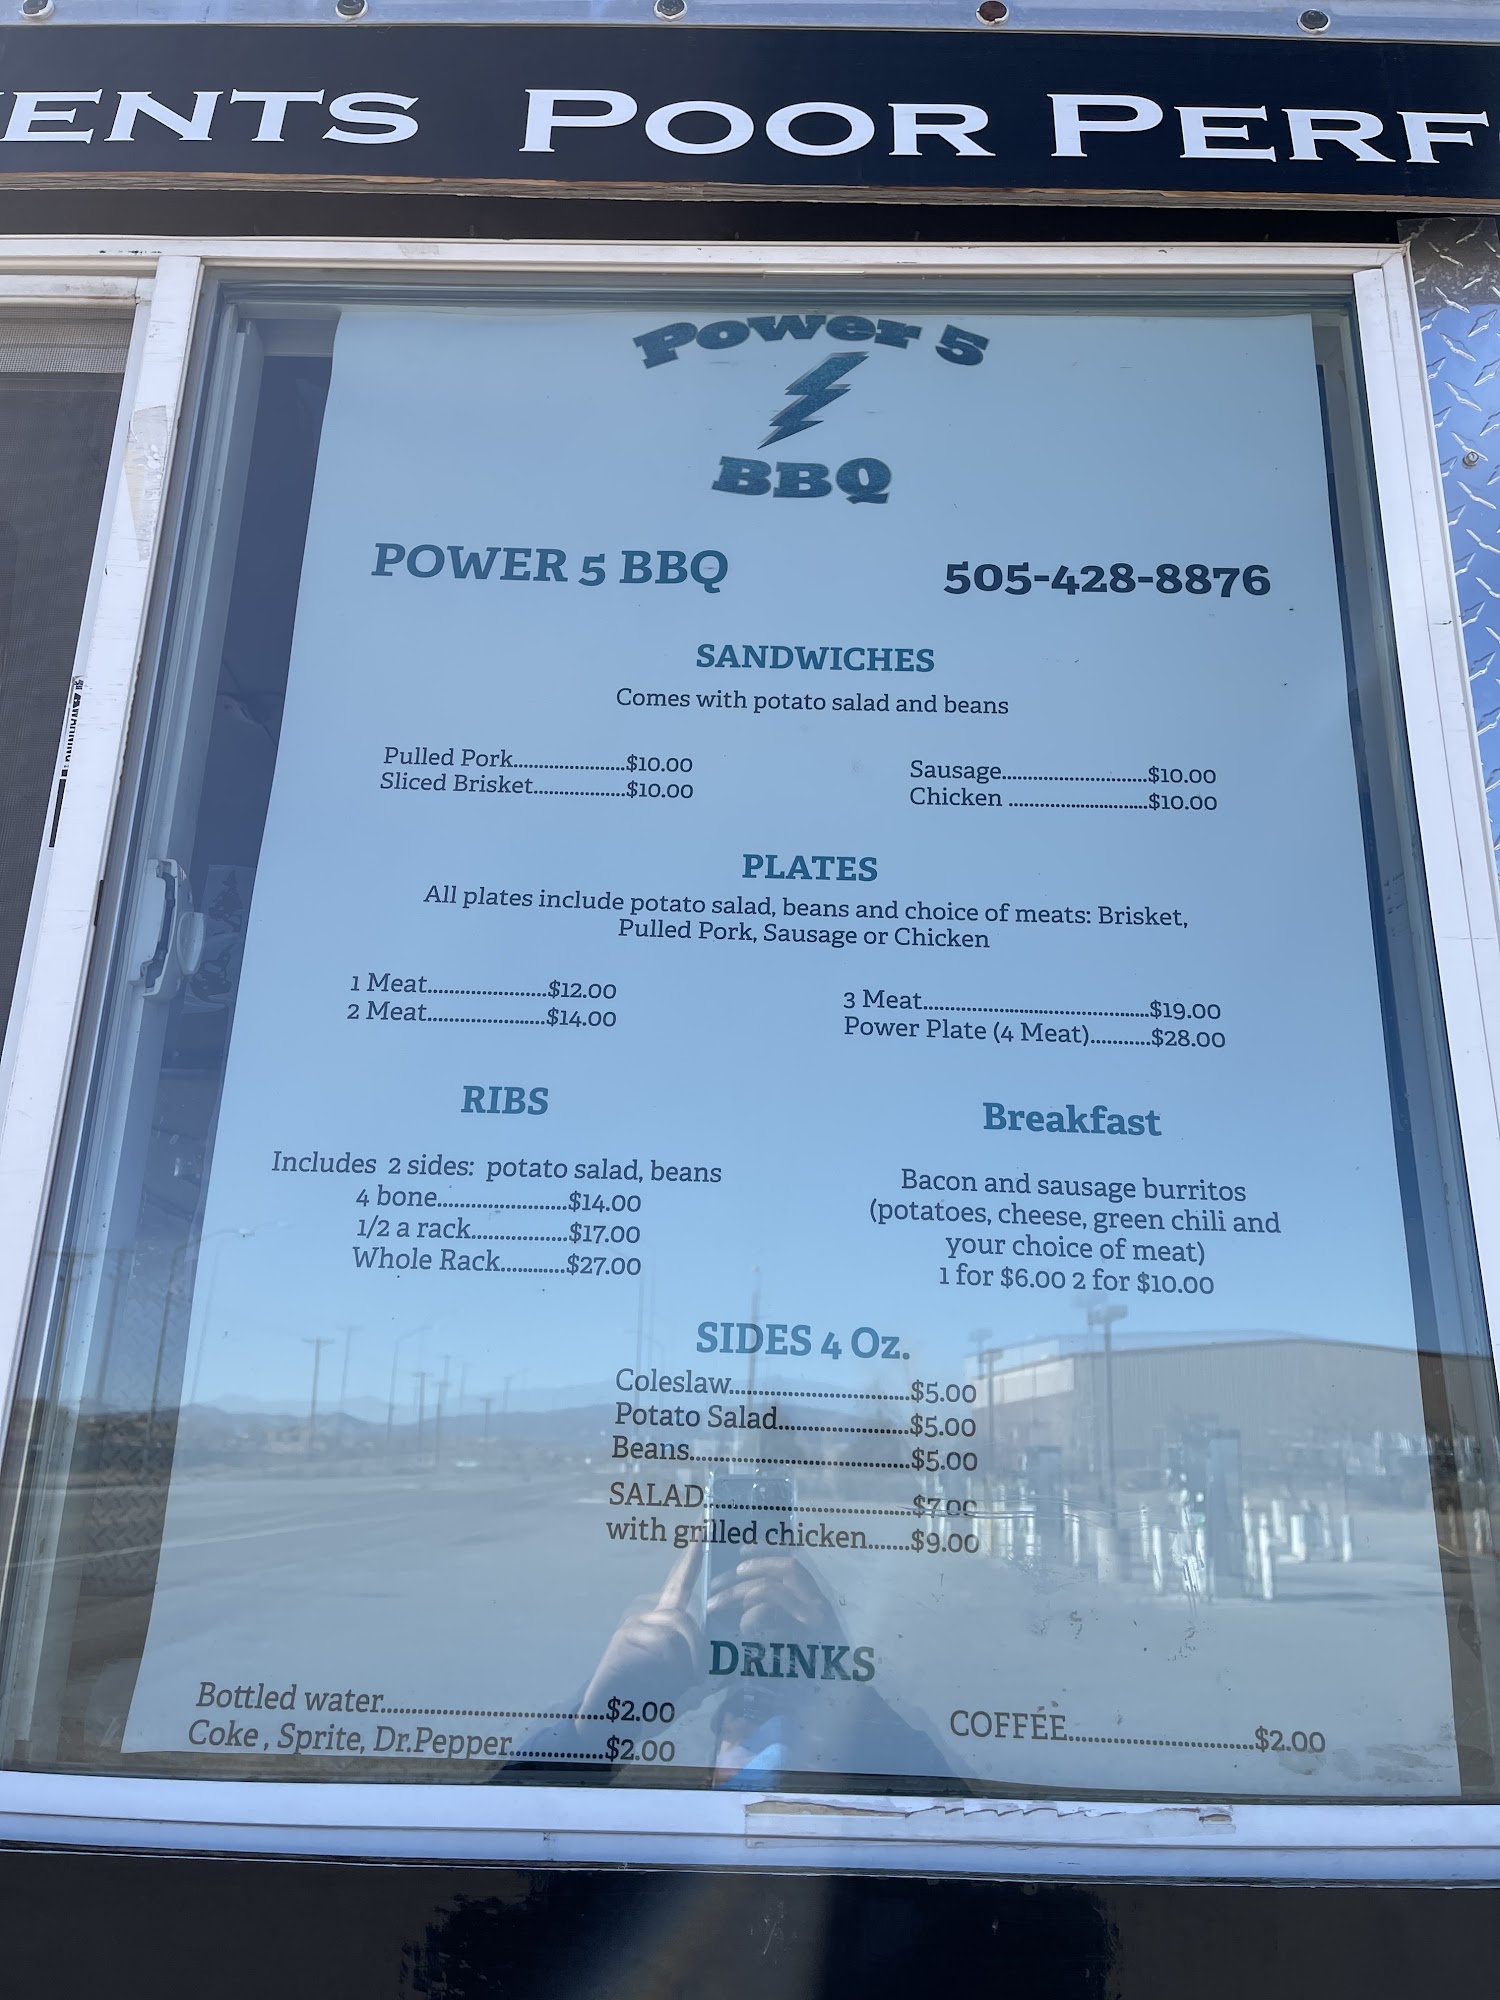 ENTS POOR PERF
Power 5
BBQ
POWER 5 BBQ 505-428-8876
SANDWICHES
Comes with potato salad and beans
Pulled Pork......................$10.00 Sausage............................$10.00
Sliced Brisket..................$10.00 Chicken ...........................$10.00
PLATES
All plates include potato salad, beans and choice of meats: Brisket,
Pulled Pork, Sausage or Chicken
1 Meat.......................$12.00 3 Meat............................................$19.00
2 Meat.......................$14.00 Power Plate (4 Meat)............$28.00
RIBS Breakfast
Includes 2 sides: potato salad, beans
4 bone.........................$14.00
1/2 a rack...................$17.00
Whole Rack.............$27.00
Bacon and sausage burritos
(potatoes, cheese, green chili and
your choice of meat)
1 for $6.00 2 for $10.00
SIDES 4 Oz.
Coleslaw...................................$5.00
Potato Salad.........................$5.00
Beans..........................................$5.00
SALAD.......................................$7.00
with grilled chicken........$9.00
DRINKS
Bottled water.........................................$2.00 COFFEE...................................$2.00
Coke , Sprite, Dr.Pepper..................$2.00
WARNING